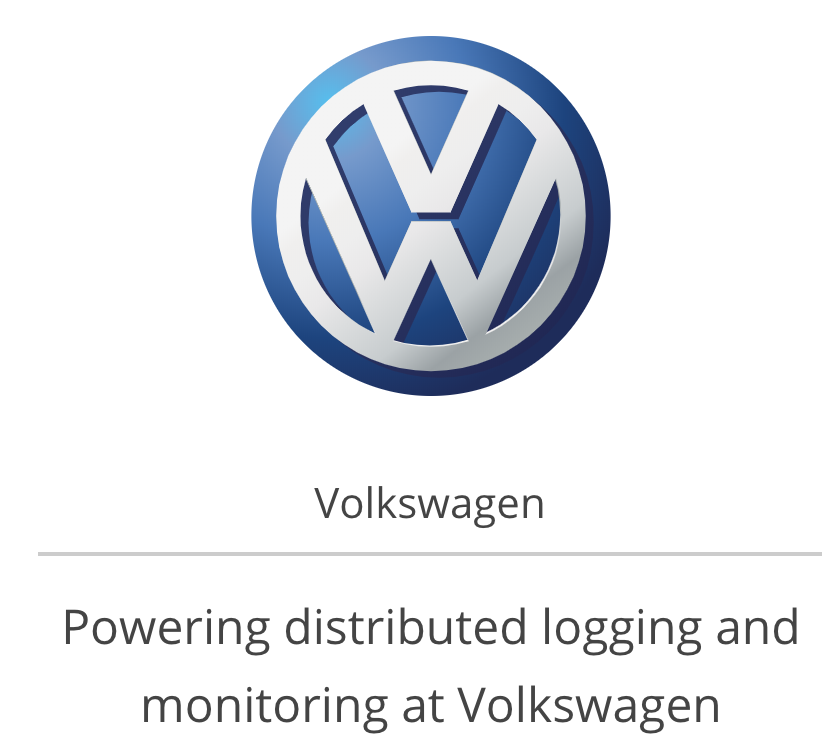 Volkswagen
Powering distributed logging and
monitoring at Volkswagen